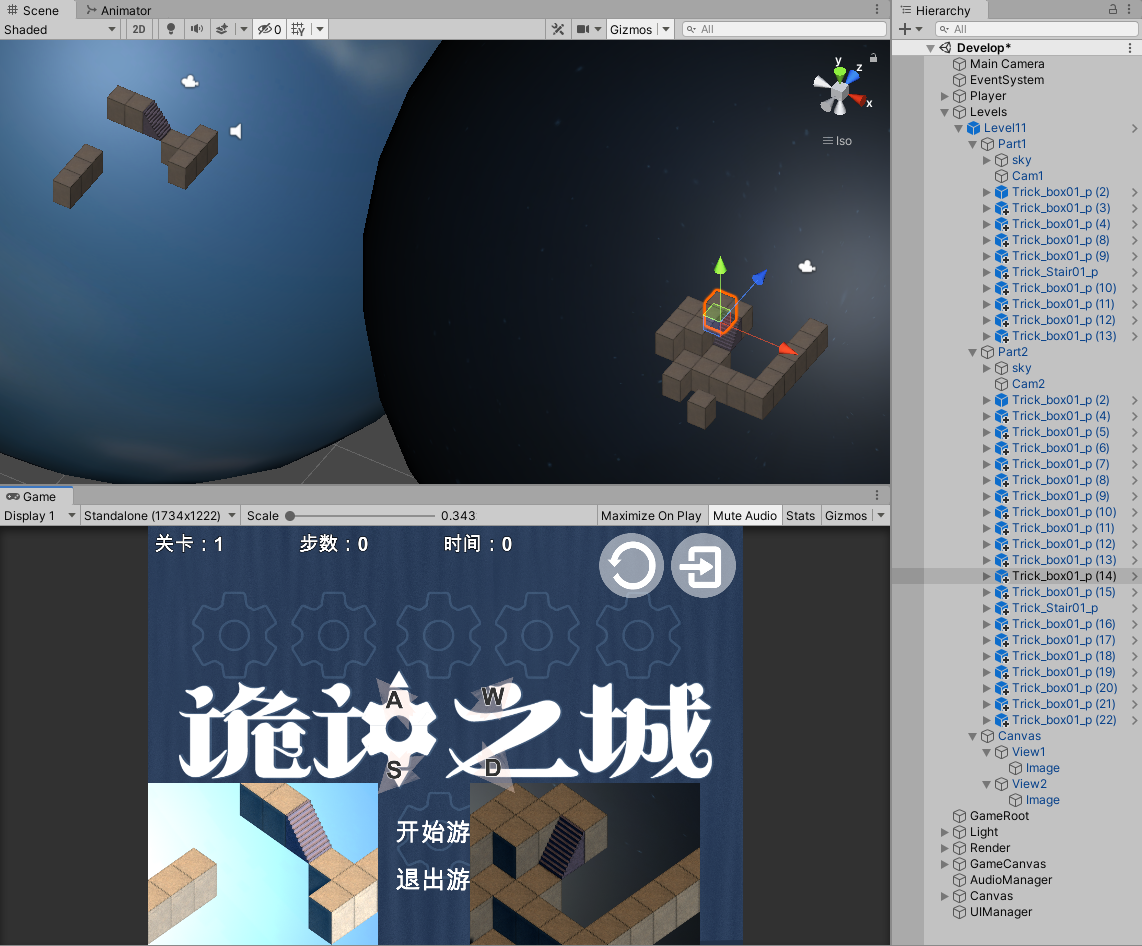 Scene
Animator
Shaded
2D
0
Gizmos
All
y
z
x
Iso
Game
Display 1
Standalone (1734x1222)
Scale
0.343
Maximize On Play
Mute Audio
Stats
Gizmos
关卡：1
步数：0
时间：0
诡计之城
A
W
S
D
开始游
退出游
Hierarchy
All
Develop*
Main Camera
EventSystem
Player
Levels
Level11
Part1
sky
Cam1
Trick_box01_p (2)
Trick_box01_p (3)
Trick_box01_p (4)
Trick_box01_p (8)
Trick_box01_p (9)
Trick_Stair01_p
Trick_box01_p (10)
Trick_box01_p (11)
Trick_box01_p (12)
Trick_box01_p (13)
Part2
sky
Cam2
Trick_box01_p (2)
Trick_box01_p (4)
Trick_box01_p (5)
Trick_box01_p (6)
Trick_box01_p (7)
Trick_box01_p (8)
Trick_box01_p (9)
Trick_box01_p (10)
Trick_box01_p (11)
Trick_box01_p (12)
Trick_box01_p (13)
Trick_box01_p (14)
Trick_box01_p (15)
Trick_Stair01_p
Trick_box01_p (16)
Trick_box01_p (17)
Trick_box01_p (18)
Trick_box01_p (19)
Trick_box01_p (20)
Trick_box01_p (21)
Trick_box01_p (22)
Canvas
View1
Image
View2
Image
GameRoot
Light
Render
GameCanvas
AudioManager
Canvas
UIManager